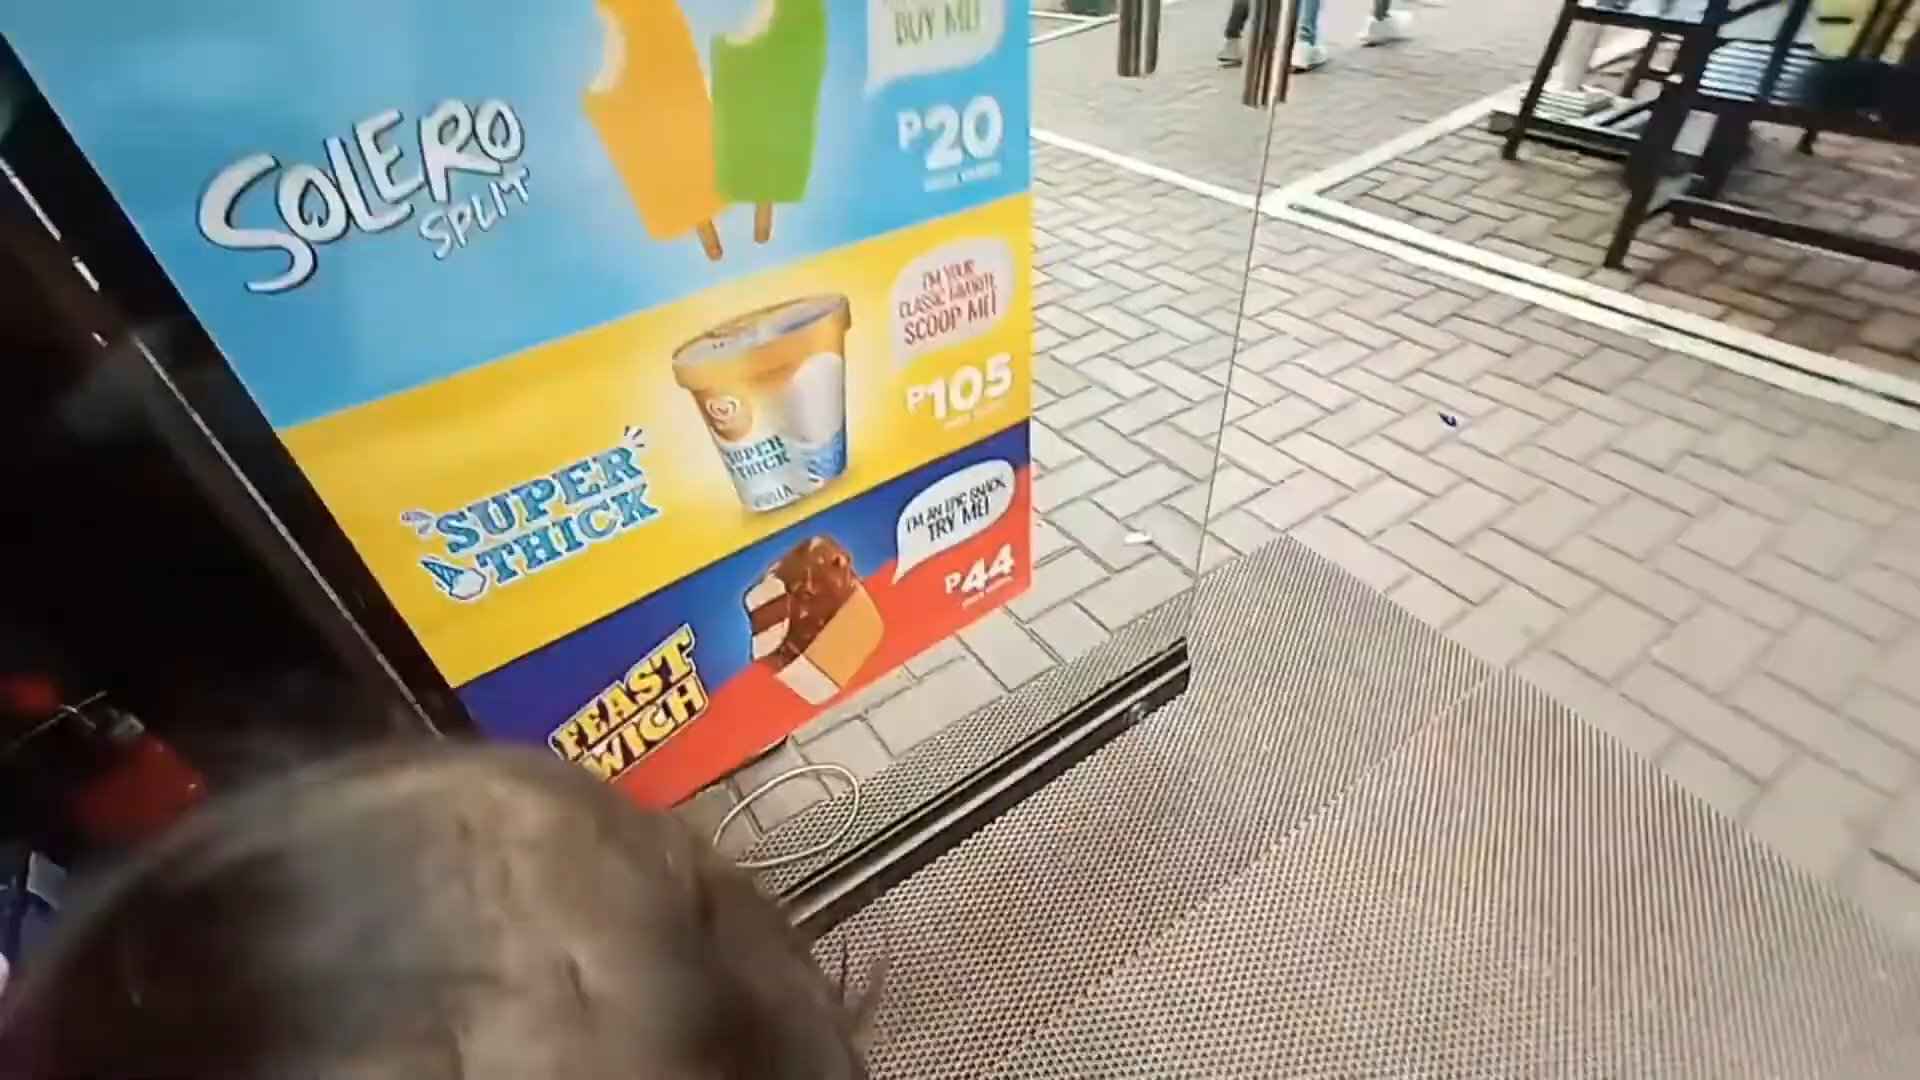 BUY ME!
SOLERO
SPLIT
P20
I'M YOUR
CLASSIC FAVORITE
SCOOP ME!
P105
SUPER
THICK
SUPER
THICK
I'M AN EPIC SNACK,
TRY ME!
P44
FEAST
WICH